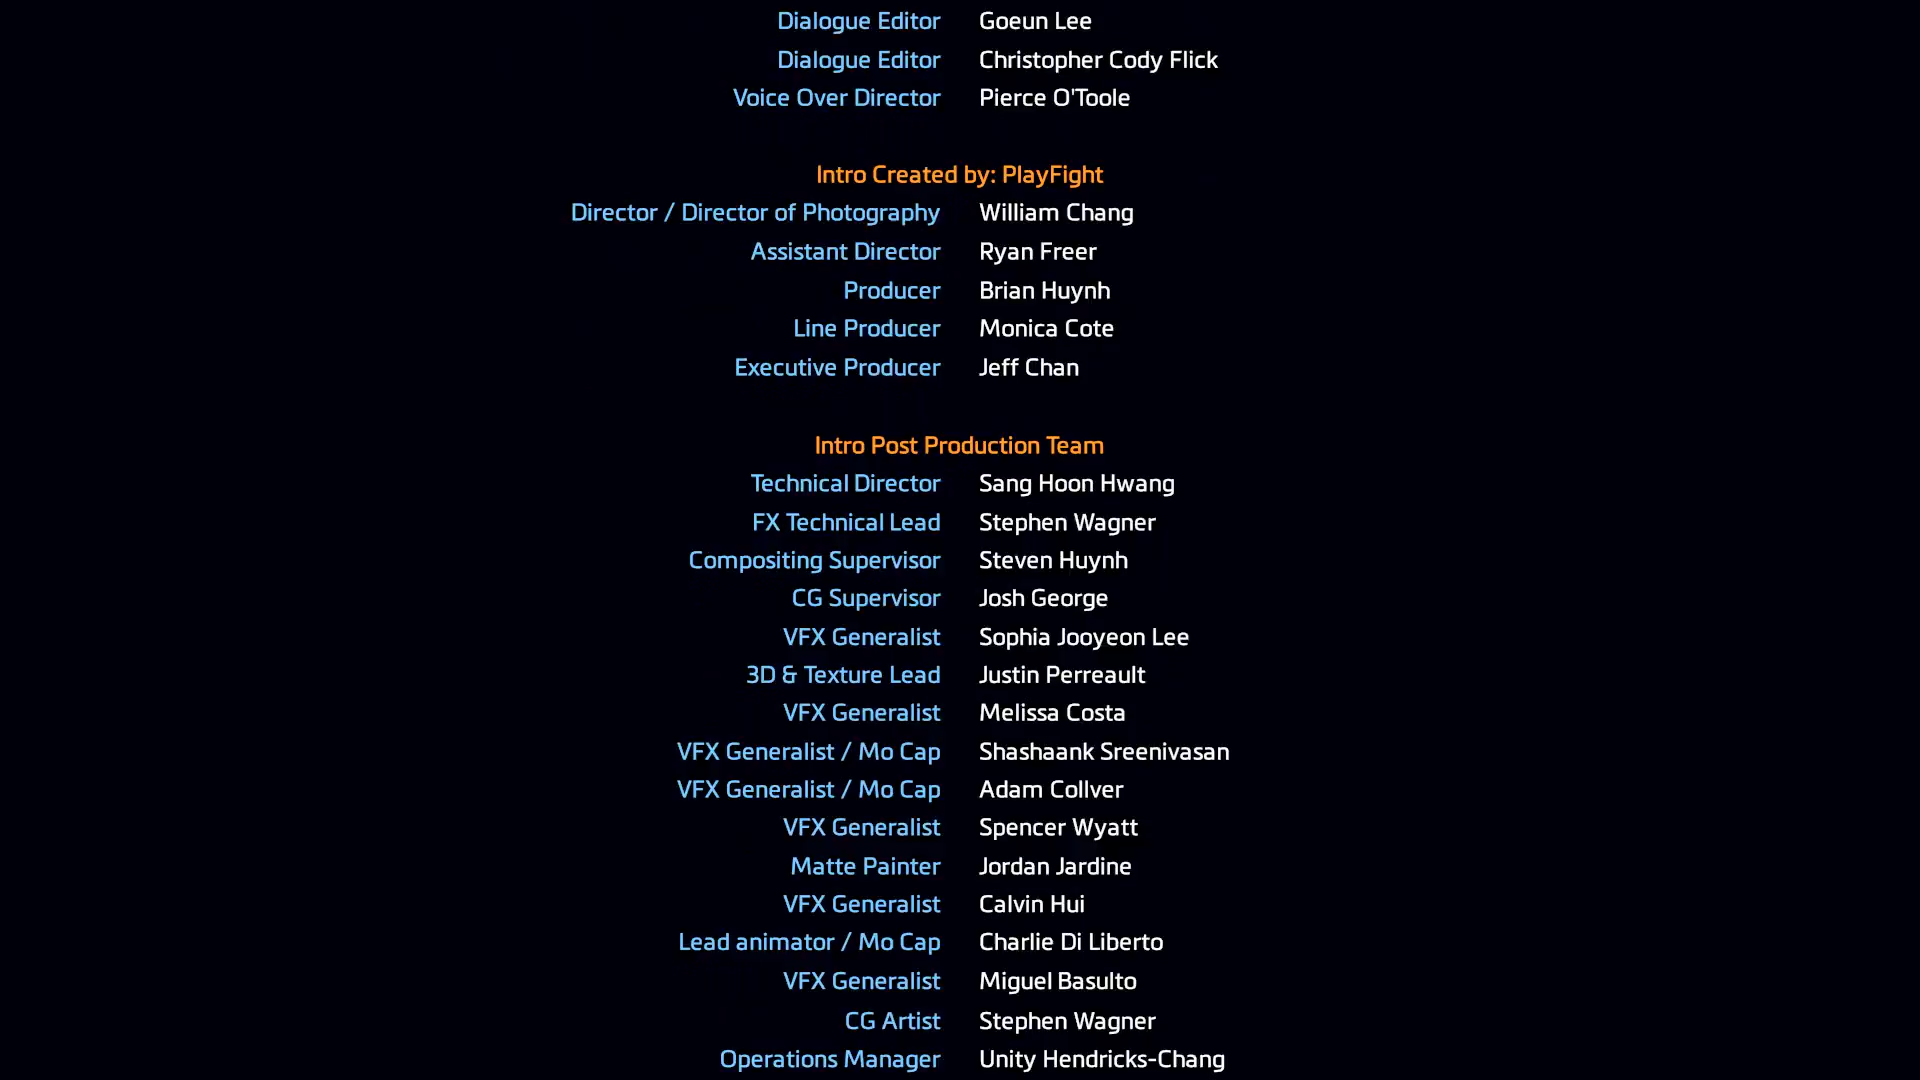 Dialogue Editor Goeun Lee
Dialogue Editor Christopher Cody Flick
Voice Over Director Pierce O'Toole
Intro Created by: PlayFight
Director / Director of Photography William Chang
Assistant Director Ryan Freer
Producer Brian Huynh
Line Producer Monica Cote
Executive Producer Jeff Chan
Intro Post Production Team
Technical Director Sang Hoon Hwang
FX Technical Lead Stephen Wagner
Compositing Supervisor Steven Huynh
CG Supervisor Josh George
VFX Generalist Sophia Jooyeon Lee
3D & Texture Lead Justin Perreault
VFX Generalist Melissa Costa
VFX Generalist / Mo Cap Shashaank Sreenivasan
VFX Generalist / Mo Cap Adam Collver
VFX Generalist Spencer Wyatt
Matte Painter Jordan Jardine
VFX Generalist Calvin Hui
Lead animator / Mo Cap Charlie Di Liberto
VFX Generalist Miguel Basulto
CG Artist Stephen Wagner
Operations Manager Unity Hendricks-Chang